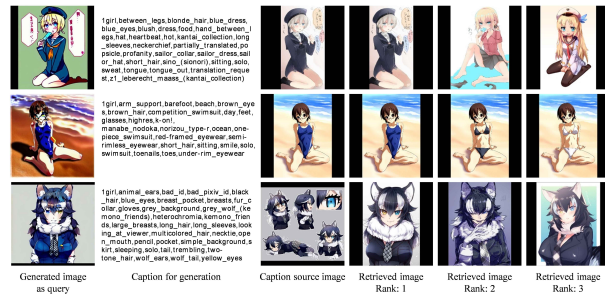 1girl,between_legs,blonde_hair,blue_dress,
blue_eyes,blush,dress,food,hand_between_l
egs,hat,heartbeat,hot,kantai_collection,long
_sleeves,neckerchief,partially_translated,po
psicle,profanity,sailor_collar,sailor_dress,sail
or_hat,short_hair,sino_(sionori),sitting,solo,
sweat,tongue,tongue_out,translation_reque
st,z1_leberecht_maass_(kantai_collection)
1girl,arm_support,barefoot,beach,brown_eye
s,brown_hair,competition_swimsuit,day,feet,
glasses,highres,k-on!,
manabe_nodoka,norizou_type-r,ocean,one-
piece_swimsuit,red-framed_eyewear,semi-
rimless_eyewear,short_hair,sitting,smile,solo,
swimsuit,toenails,toes,under-rim_eyewear
1girl,animal_ears,bad_id,bad_pixiv_id,black
_hair,blue_eyes,breast_pocket,breasts,fur_c
ollar,gloves,grey_background,grey_wolf_(ke
mono_friends),heterochromia,kemono_frien
ds,large_breasts,long_hair,long_sleeves,loo
king_at_viewer,multicolored_hair,necktie,ope
n_mouth,pencil,pocket,simple_background,s
kirt,sleeping,solo,tail,trembling,two-
tone_hair,wolf_ears,wolf_tail,yellow_eyes
Generated image
as query
Caption for generation
Caption source image
Retrieved image
Rank: 1
Retrieved image
Rank: 2
Retrieved image
Rank: 3